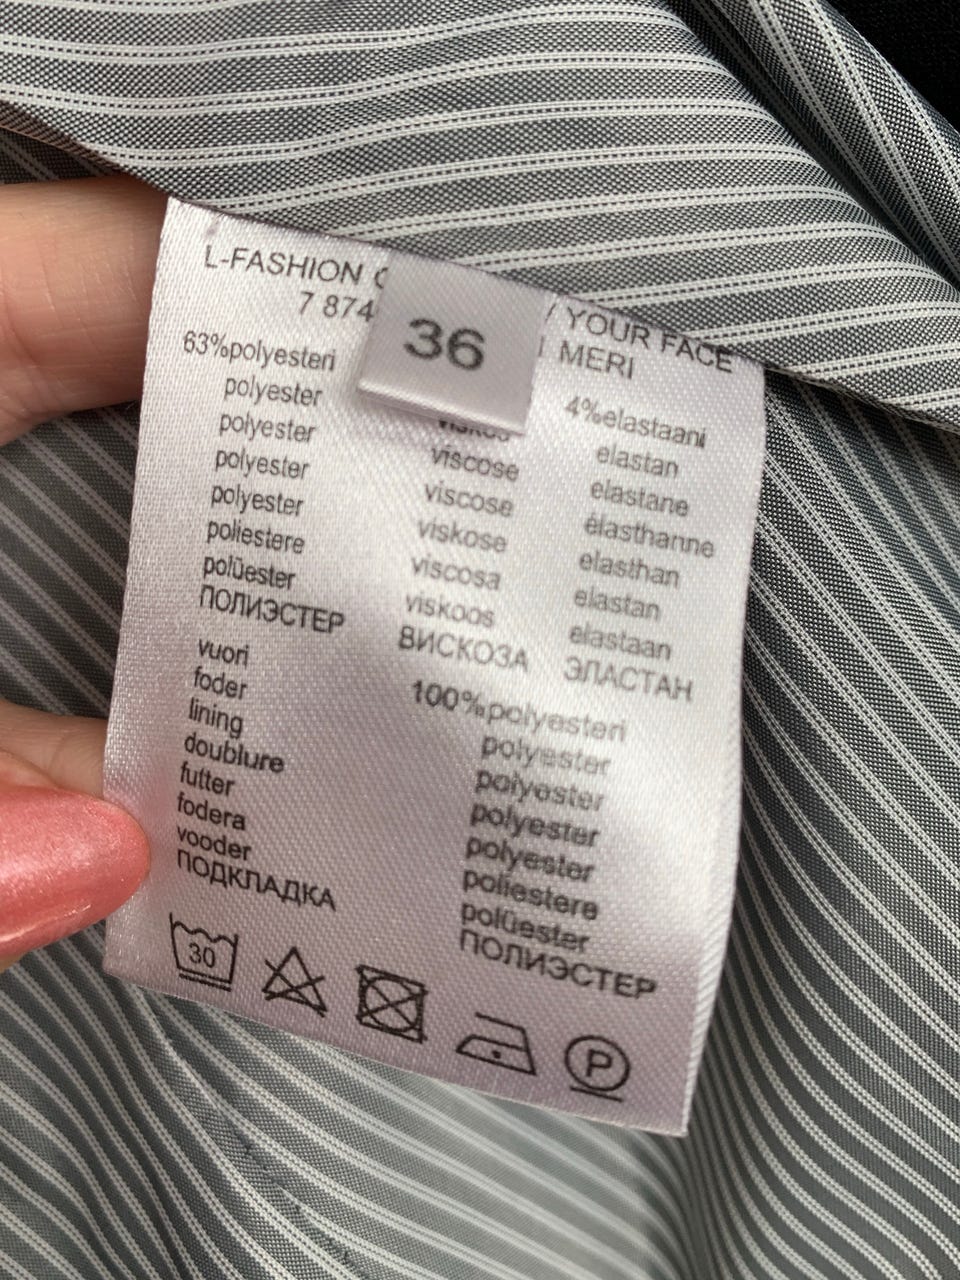 L-FASHION
7 874
36
/ YOUR FACE
MERI
63%polyesteri
polyester
polyester
polyester
polyester
poliestere
polüester
ПОЛИЭСТЕР
viscose
viscose
viskose
viscosa
viskoos
ВИСКОЗА
4%elastaani
elastan
elastane
élasthanne
elasthan
elastan
elastaan
ЭЛАСТАН
vuori
foder
lining
doublure
futter
fodera
vooder
ПОДКЛАДКА
100%polyesteri
polyester
polyester
polyester
polyester
poliestere
polüester
ПОЛИЭСТЕР
30
P